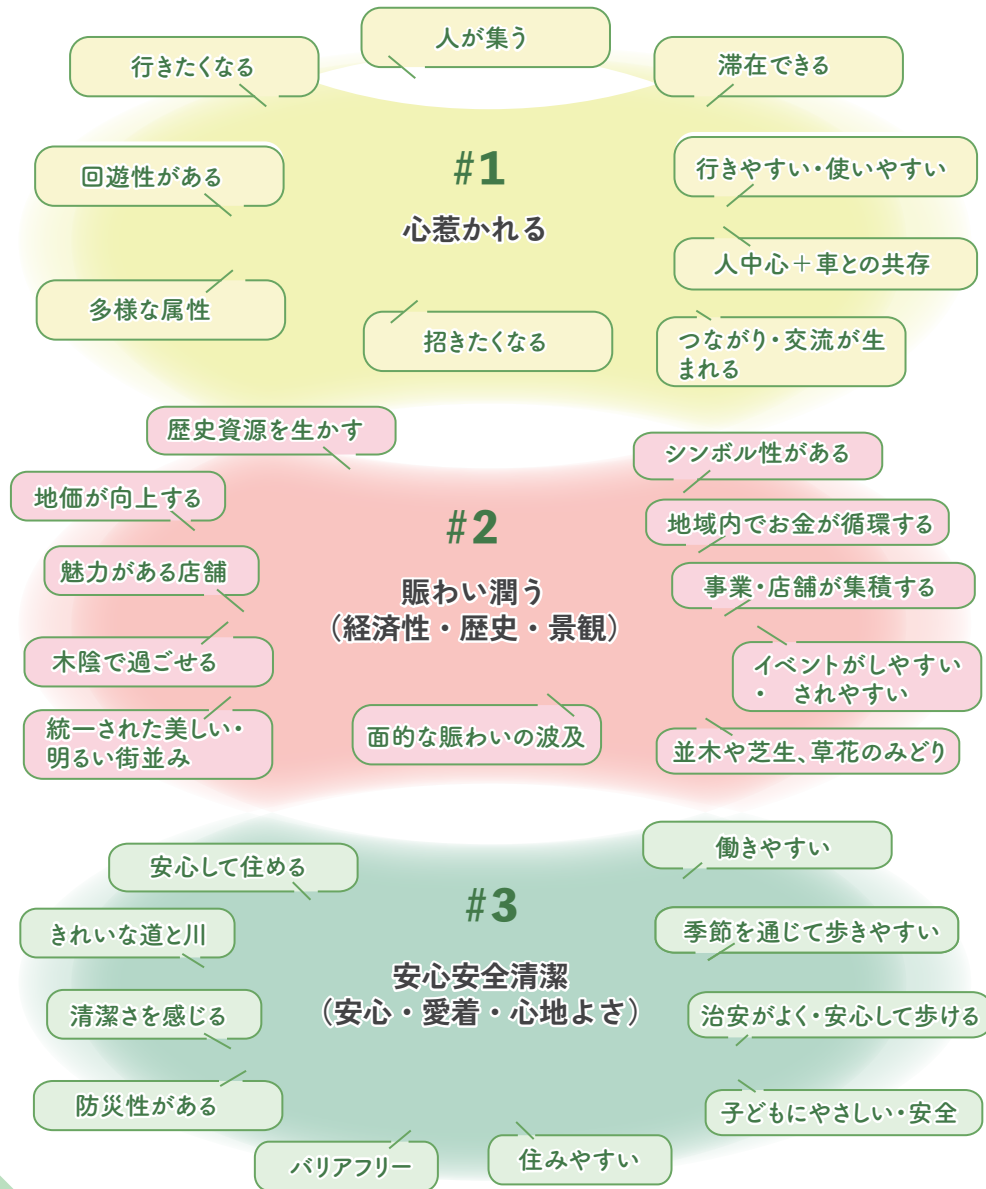 人が集う
行きたくなる
滞在できる
#1
心惹かれる
回遊性がある
行きやすい・使いやすい
人中心＋車との共存
多様な属性
招きたくなる
つながり・交流が生
まれる
歴史資源を生かす
シンボル性がある
地価が向上する
#2
賑わい潤う
（経済性・歴史・景観）
地域内でお金が循環する
魅力がある店舗
事業・店舗が集積する
木陰で過ごせる
イベントがしやすい
・　されやすい
統一された美しい・
明るい街並み
面的な賑わいの波及
並木や芝生、草花のみどり
働きやすい
安心して住める
#3
安心安全清潔
（安心・愛着・心地よさ）
きれいな道と川
季節を通じて歩きやすい
清潔さを感じる
治安がよく・安心して歩ける
防災性がある
子どもにやさしい・安全
バリアフリー
住みやすい